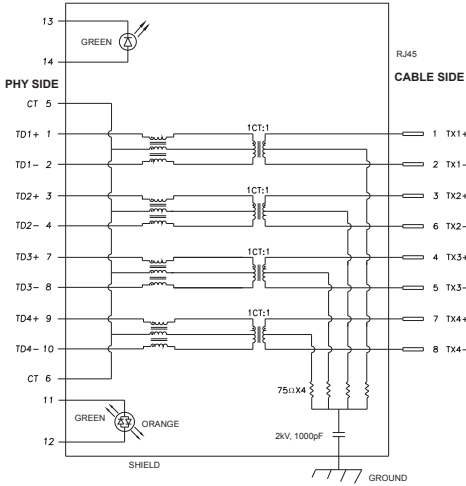 13
GREEN
14
RJ45
PHY SIDE
CABLE SIDE
CT 5
1CT:1
TD1+ 1
1 TX1+
TD1- 2
2 TX1-
1CT:1
TD2+ 3
3 TX2+
TD2- 4
6 TX2-
1CT:1
TD3+ 7
4 TX3+
TD3- 8
5 TX3-
1CT:1
TD4+ 9
7 TX4+
TD4- 10
8 TX4-
CT 6
75ΩX4
11
GREEN
ORANGE
12
2kV, 1000pF
SHIELD
GROUND